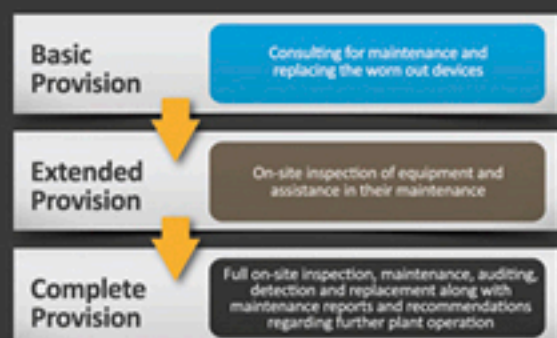 Basic
Provision
Consulting for maintenance and
replacing the worn out devices
Extended
Provision
On-site inspection of equipment and
assistance in their maintenance
Complete
Provision
Full on-site inspection, maintenance, auditing,
detection and replacement along with
maintenance reports and recommendations
regarding further plant operation